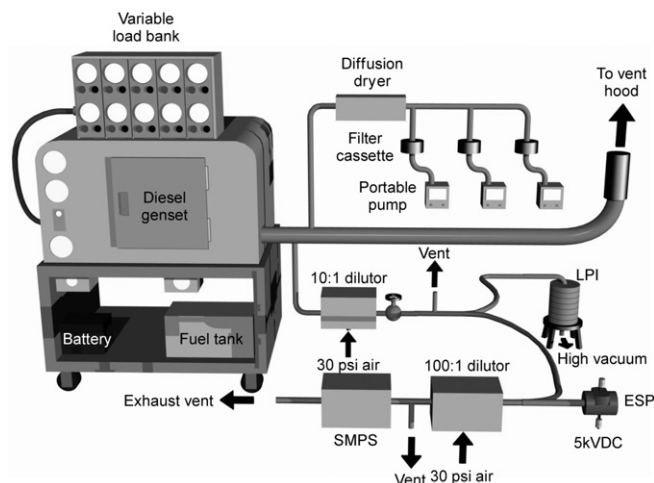 Variable
load bank
Diffusion
dryer
To vent
hood
Filter
cassette
Portable
pump
Diesel
genset
Vent
10:1 dilutor
LPI
Battery
Fuel tank
30 psi air
100:1 dilutor
High vacuum
Exhaust vent
ESP
SMPS
5kVDC
Vent
30 psi air